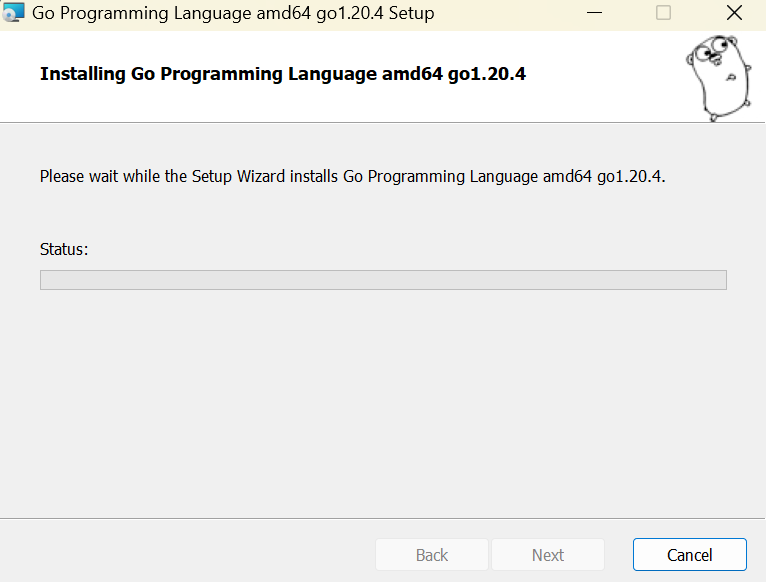 Go Programming Language amd64 go1.20.4 Setup
Installing Go Programming Language amd64 go1.20.4
Please wait while the Setup Wizard installs Go Programming Language amd64 go1.20.4.
Status:
Back Next Cancel